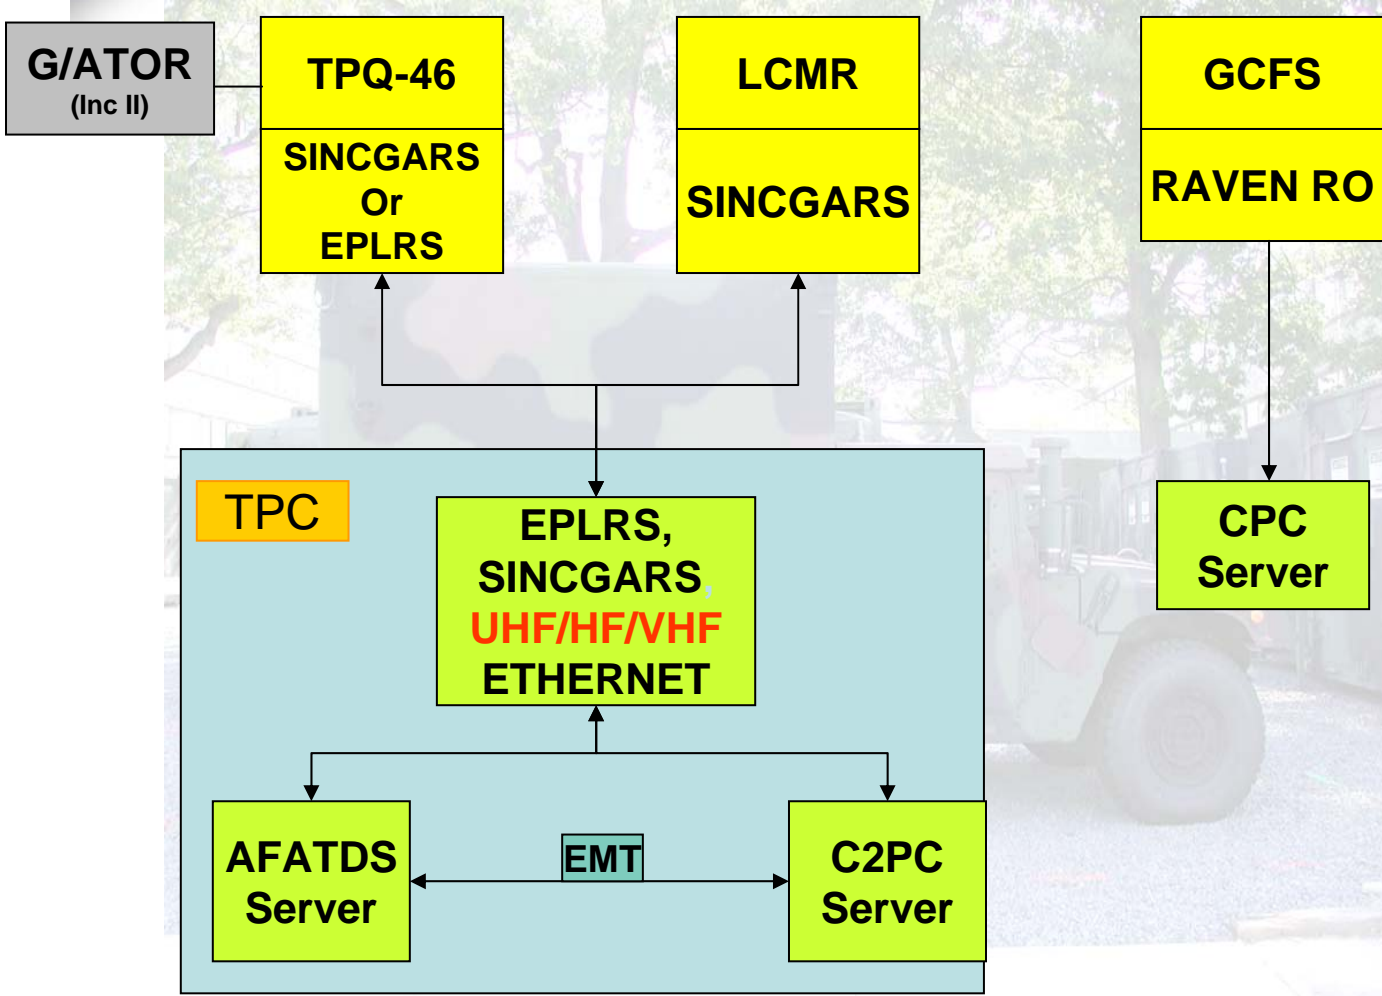 G/ATOR
(Inc II)
TPQ-46
SINCGARS
Or
EPLRS
LCMR
SINCGARS
GCFS
RAVEN RO
TPC
EPLRS,
SINCGARS,
UHF/HF/VHF
ETHERNET
CPC
Server
AFATDS
Server
EMT
C2PC
Server